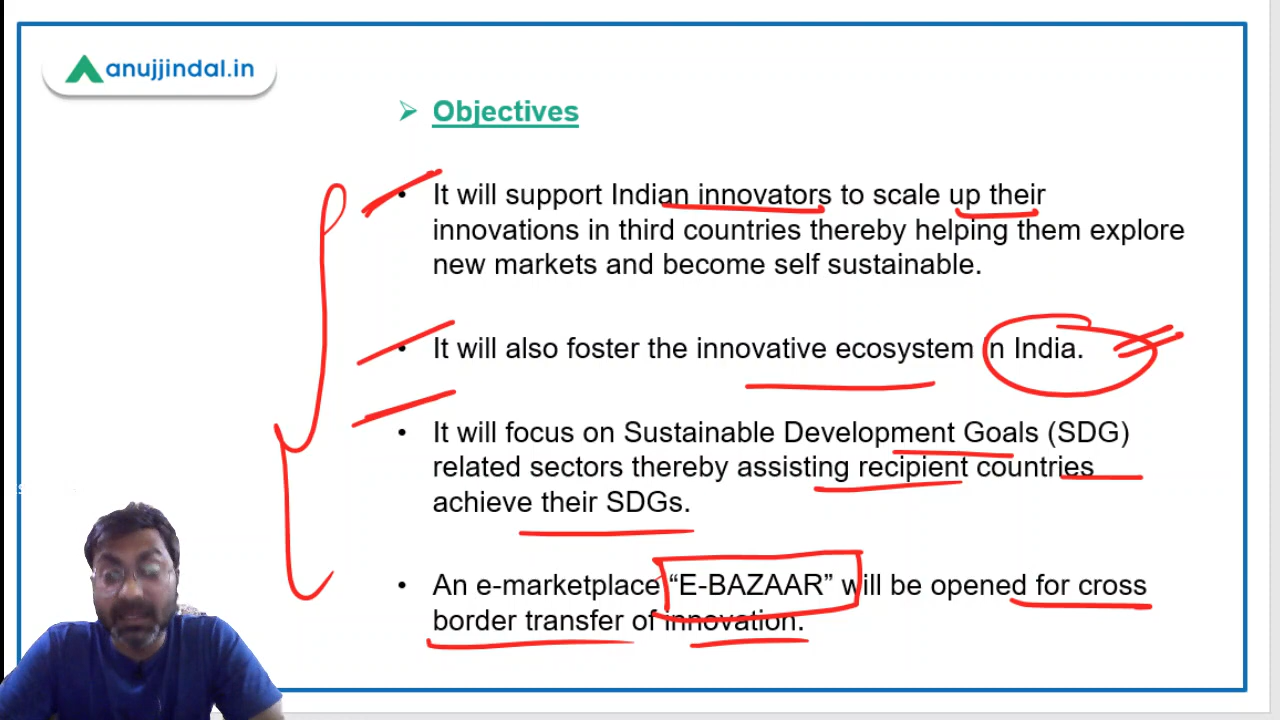 anujjindal.in
Objectives
It will support Indian innovators to scale up their
innovations in third countries thereby helping them explore
new markets and become self sustainable.
It will also foster the innovative ecosystem in India.
It will focus on Sustainable Development Goals (SDG)
related sectors thereby assisting recipient countries
achieve their SDGs.
An e-marketplace “E-BAZAAR” will be opened for cross
border transfer of innovation.